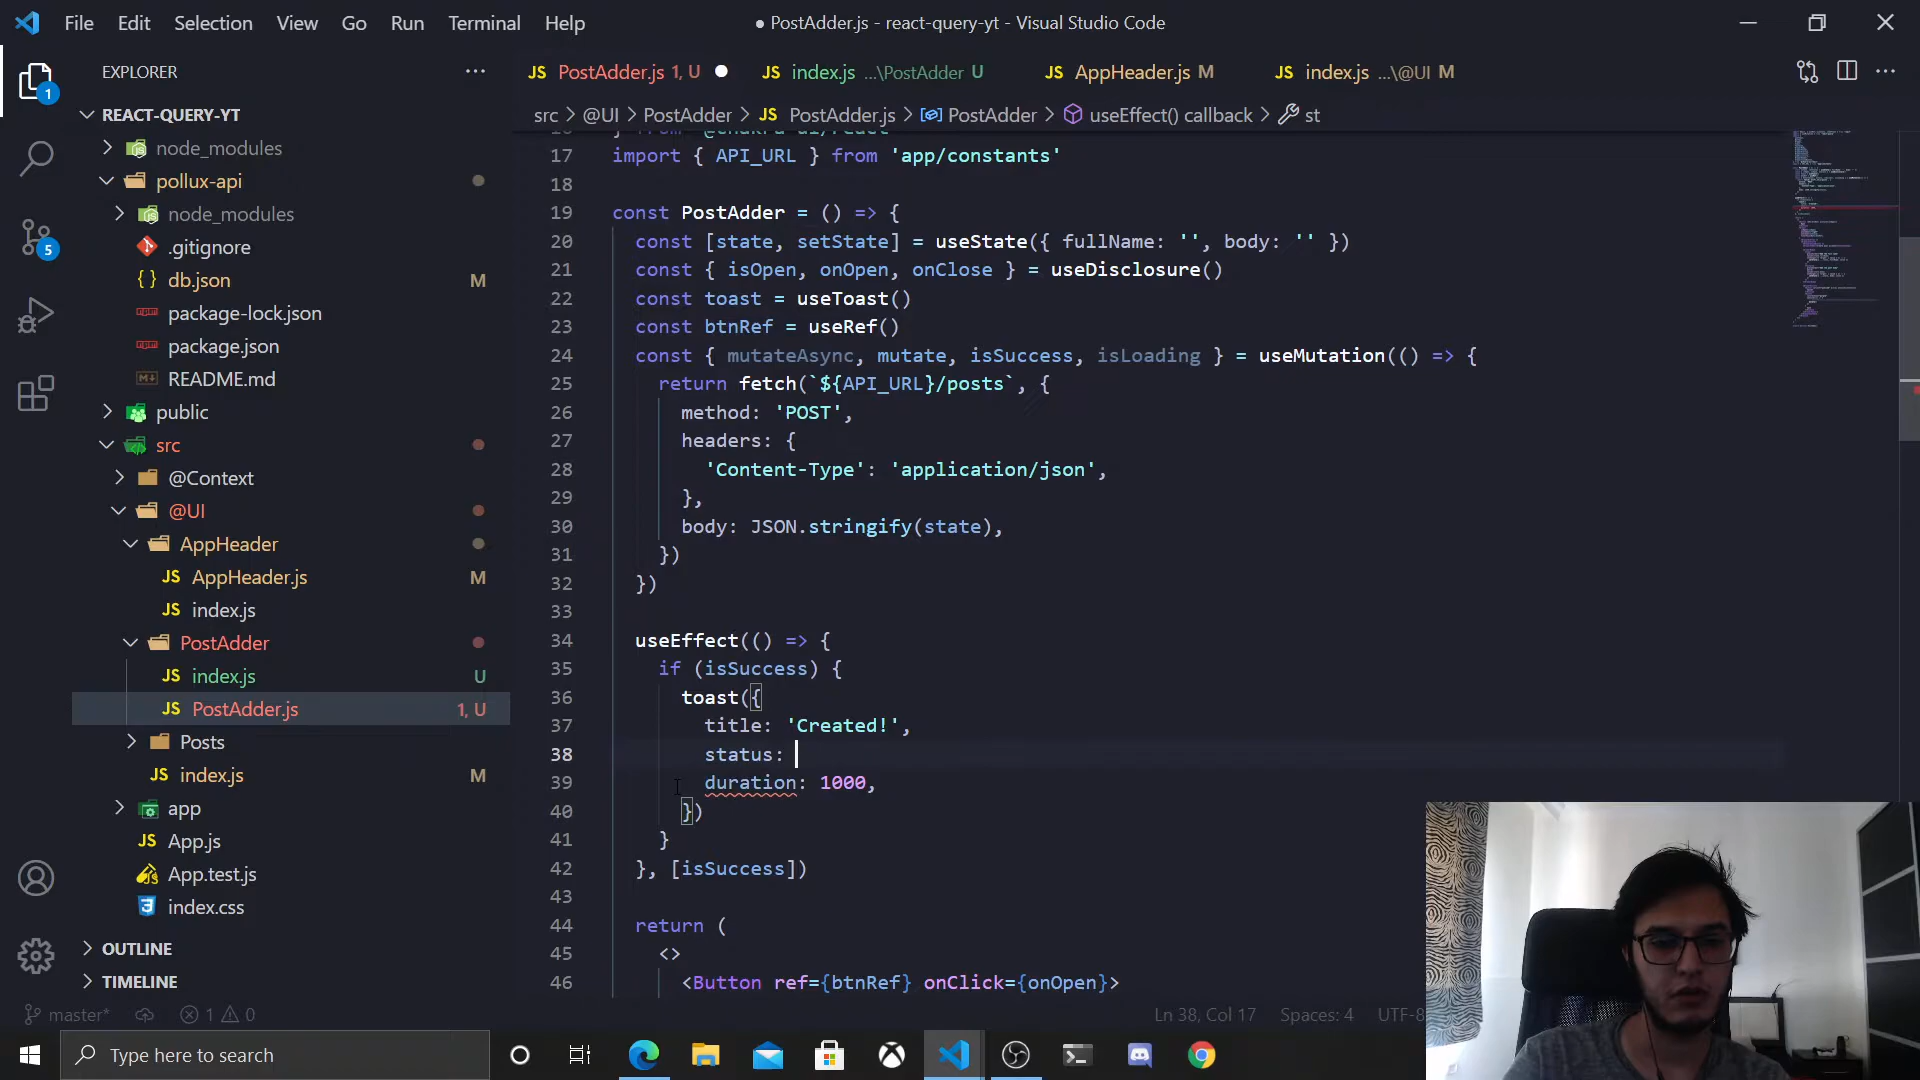 File Edit Selection View Go Run Terminal Help
● PostAdder.js - react-query-yt - Visual Studio Code
EXPLORER
JS PostAdder.js 1, U
JS index.js ...\PostAdder U
JS AppHeader.js M
JS index.js ...\@UI M
src > @UI > PostAdder > JS PostAdder.js > PostAdder > useEffect() callback > st
1
5
REACT-QUERY-YT
node_modules
pollux-api
node_modules
.gitignore
{} db.json M
package-lock.json
package.json
README.md
public
src
@Context
@UI
AppHeader
JS AppHeader.js M
JS index.js
PostAdder
JS index.js U
JS PostAdder.js 1, U
Posts
JS index.js M
app
JS App.js
App.test.js
index.css
OUTLINE
TIMELINE
17 import { API_URL } from 'app/constants'
18
19 const PostAdder = () => {
20 const [state, setState] = useState({ fullName: '', body: '' })
21 const { isOpen, onOpen, onClose } = useDisclosure()
22 const toast = useToast()
23 const btnRef = useRef()
24 const { mutateAsync, mutate, isSuccess, isLoading } = useMutation(() => {
25 return fetch(`${API_URL}/posts`, {
26 method: 'POST',
27 headers: {
28 'Content-Type': 'application/json',
29 },
30 body: JSON.stringify(state),
31 })
32 })
33
34 useEffect(() => {
35 if (isSuccess) {
36 toast({
37 title: 'Created!',
38 status:
39 duration: 1000,
40 })
41 }
42 }, [isSuccess])
43
44 return (
45 <>
46 <Button ref={btnRef} onClick={onOpen}>
master* 1 0
Ln 38, Col 17 Spaces: 4 UTF-8
Type here to search